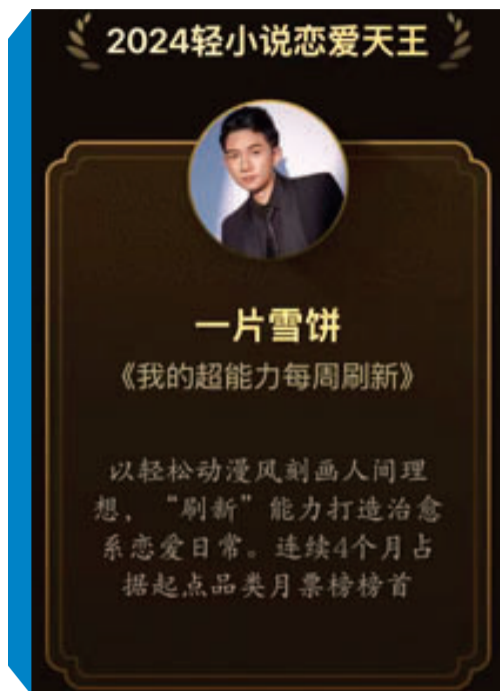 2024轻小说恋爱天王
一片雪饼
《我的超能力每周刷新》
以轻松动漫风刻画人间理
想，“刷新”能力打造治愈
系恋爱日常。连续4个月占
据起点品类月票榜榜首